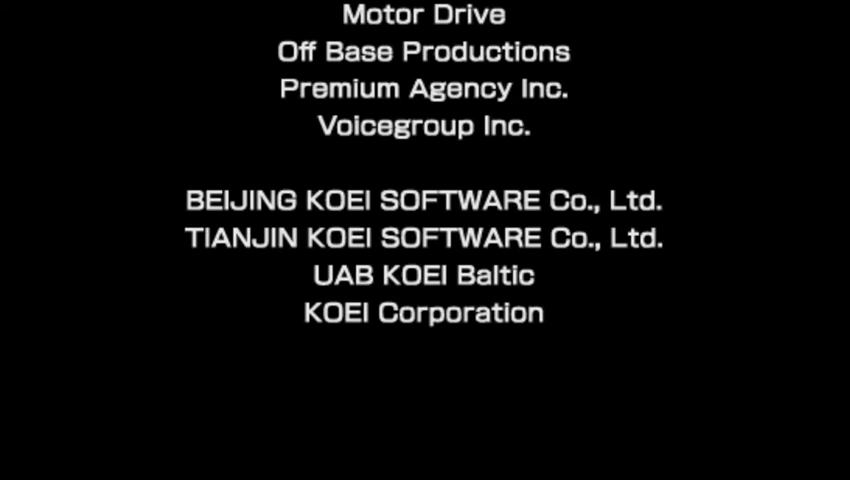 Motor Drive
Off Base Productions
Premium Agency Inc.
Voicegroup Inc.
BEIJING KOEI SOFTWARE Co., Ltd.
TIANJIN KOEI SOFTWARE Co., Ltd.
UAB KOEI Baltic
KOEI Corporation